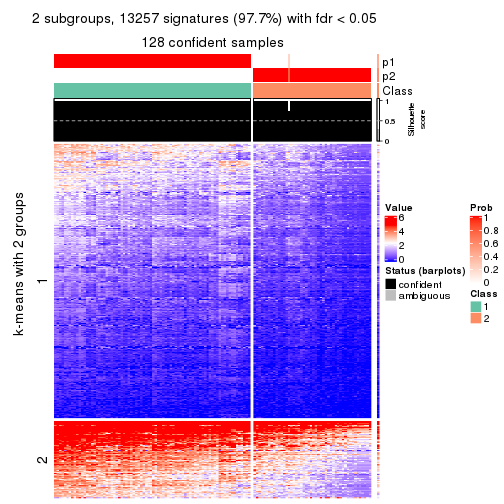 2 subgroups, 13257 signatures (97.7%) with fdr < 0.05
128 confident samples
p1
p2
Class
1
0.5
0
Silhouette
score
k-means with 2 groups
1
2
Value
6
4
2
0
Status (barplots)
confident
ambiguous
Prob
1
0.8
0.6
0.4
0.2
0
Class
1
2